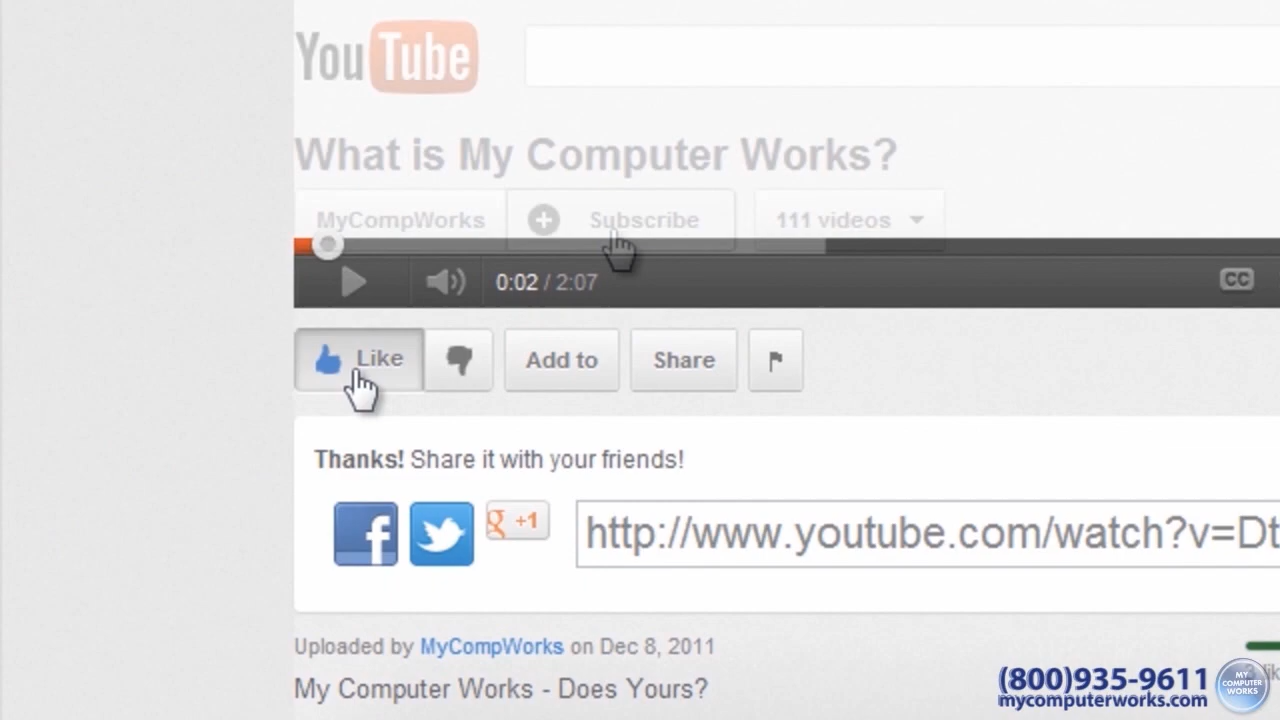 YouTube
What is My Computer Works?
MyCompWorks Subscribe 111 videos
0:02 / 2:07 CC
Like Add to Share
Thanks! Share it with your friends!
f g +1 http://www.youtube.com/watch?v=Dt
Uploaded by MyCompWorks on Dec 8, 2011
My Computer Works - Does Yours?
(800)935-9611
mycomputerworks.com
MY
COMPUTER
WORKS